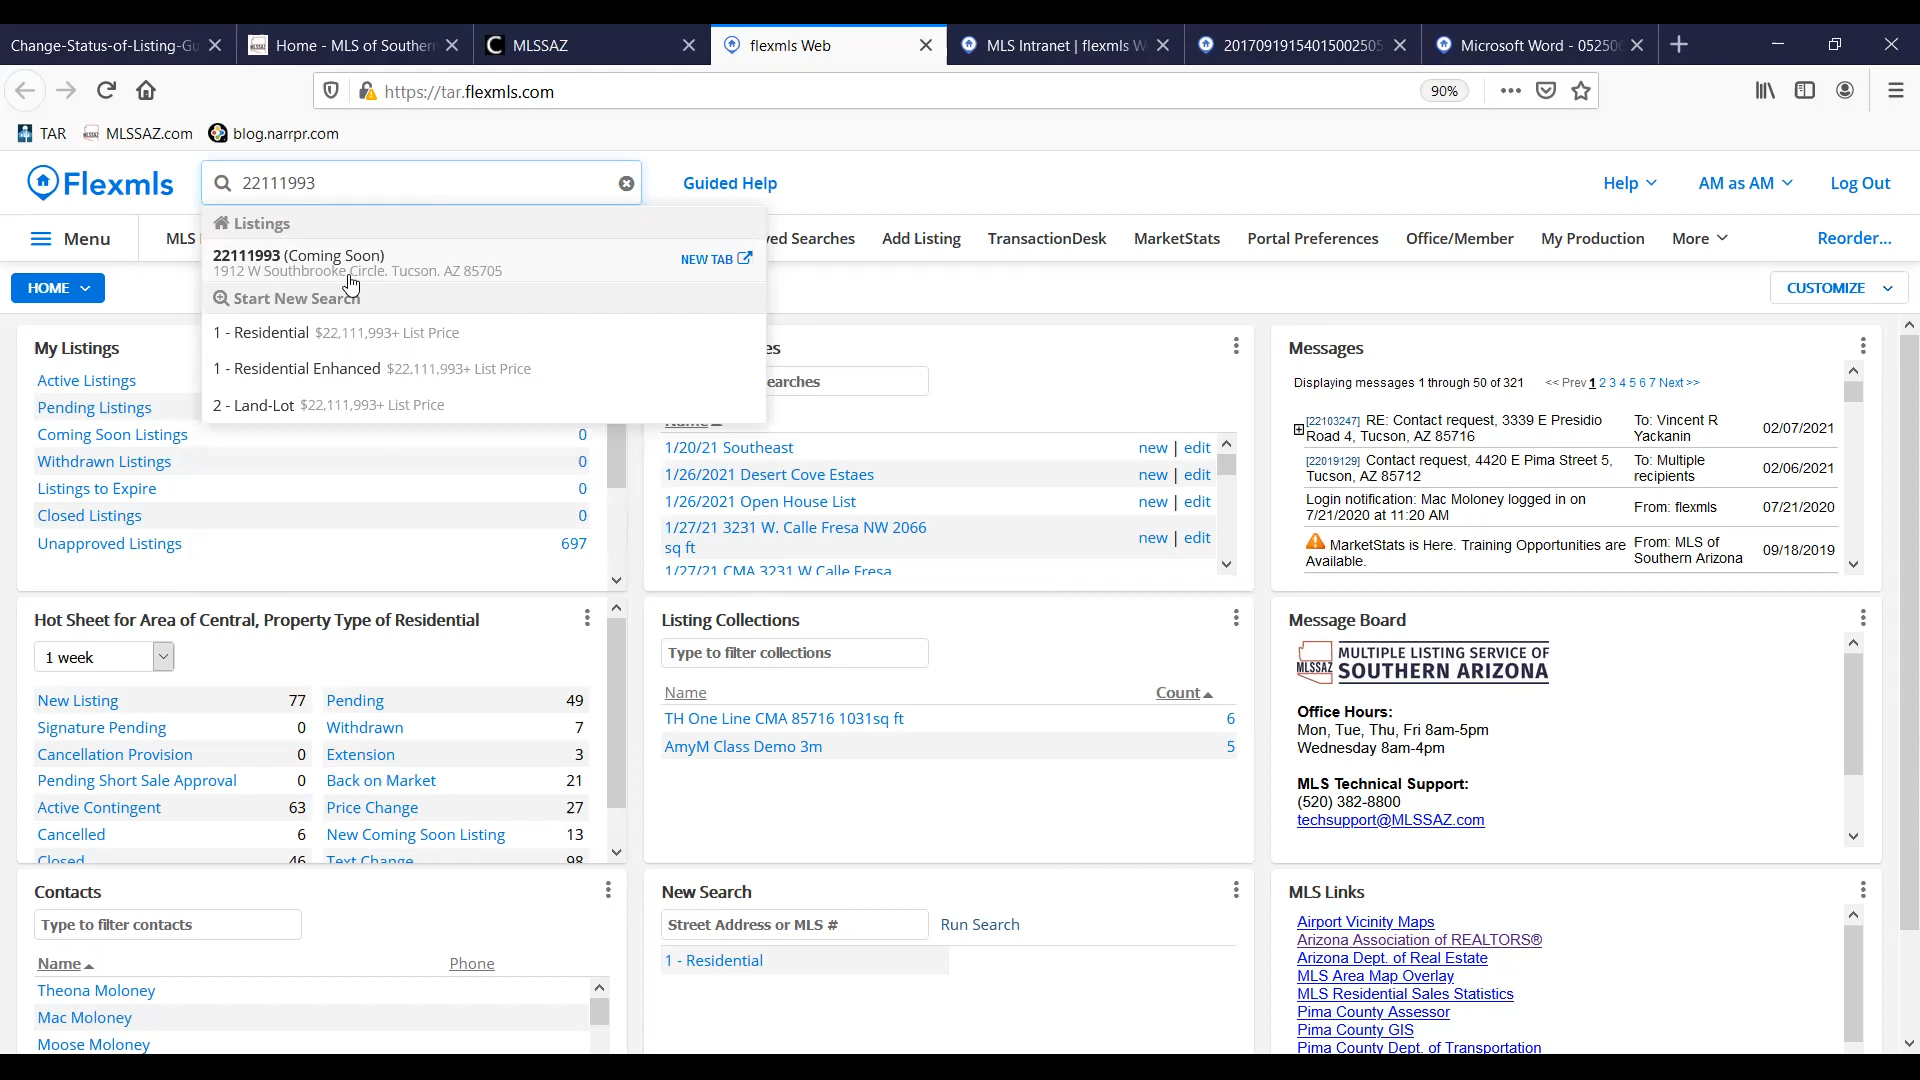 Change-Status-of-Listing-Gu
Home - MLS of Southern
MLSSAZ
flexmls Web
MLS Intranet | flexmls W
20170919154015002505
Microsoft Word - 05250
https://tar.flexmls.com
90%
TAR
MLSSAZ.com
blog.narrpr.com
Flexmls
22111993
Guided Help
Help
AM as AM
Log Out
Menu
MLS
ved Searches
Add Listing
TransactionDesk
MarketStats
Portal Preferences
Office/Member
My Production
More
Reorder...
Listings
22111993 (Coming Soon)
1912 W Southbrooke Circle. Tucson. AZ 85705
NEW TAB
Start New Search
1 - Residential $22,111,993+ List Price
1 - Residential Enhanced $22,111,993+ List Price
2 - Land-Lot $22,111,993+ List Price
HOME
CUSTOMIZE
My Listings
Active Listings
Pending Listings
Coming Soon Listings 0
Withdrawn Listings 0
Listings to Expire 0
Closed Listings 0
Unapproved Listings 697
es
earches
Name
1/20/21 Southeast new | edit
1/26/2021 Desert Cove Estaes new | edit
1/26/2021 Open House List new | edit
1/27/21 3231 W. Calle Fresa NW 2066
sq ft new | edit
1/27/21 CMA 3231 W Calle Fresa
Messages
Displaying messages 1 through 50 of 321 << Prev 1 2 3 4 5 6 7 Next >>
[22103247] RE: Contact request, 3339 E Presidio
Road 4, Tucson, AZ 85716
To: Vincent R
Yackanin
02/07/2021
[22019129] Contact request, 4420 E Pima Street 5,
Tucson, AZ 85712
To: Multiple
recipients
02/06/2021
Login notification: Mac Moloney logged in on
7/21/2020 at 11:20 AM
From: flexmls
07/21/2020
MarketStats is Here. Training Opportunities are
Available.
From: MLS of
Southern Arizona
09/18/2019
Hot Sheet for Area of Central, Property Type of Residential
1 week
New Listing 77 Pending 49
Signature Pending 0 Withdrawn 7
Cancellation Provision 0 Extension 3
Pending Short Sale Approval 0 Back on Market 21
Active Contingent 63 Price Change 27
Cancelled 6 New Coming Soon Listing 13
Closed 46 Text Change 98
Listing Collections
Type to filter collections
Name Count
TH One Line CMA 85716 1031sq ft 6
AmyM Class Demo 3m 5
Message Board
MLSSAZ
MULTIPLE LISTING SERVICE OF
SOUTHERN ARIZONA
Office Hours:
Mon, Tue, Thu, Fri 8am-5pm
Wednesday 8am-4pm
MLS Technical Support:
(520) 382-8800
techsupport@MLSSAZ.com
Contacts
Type to filter contacts
Name Phone
Theona Moloney
Mac Moloney
Moose Moloney
New Search
Street Address or MLS # Run Search
1 - Residential
MLS Links
Airport Vicinity Maps
Arizona Association of REALTORS®
Arizona Dept. of Real Estate
MLS Area Map Overlay
MLS Residential Sales Statistics
Pima County Assessor
Pima County GIS
Pima County Dept. of Transportation